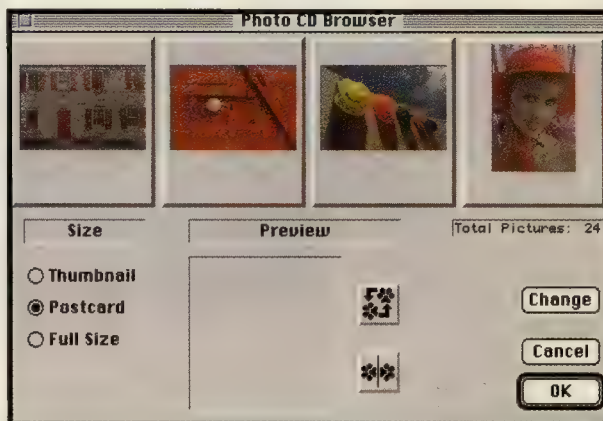 Photo CD Browser
Size
Preview
Total Pictures: 24
Thumbnail
Postcard
Full Size
Change
Cancel
OK